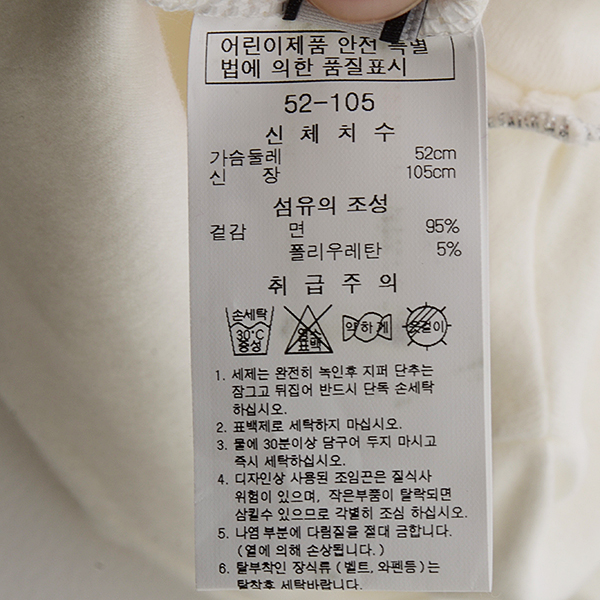 어린이제품 안전 특별
법에 의한 품질표시
52-105
신 체 치 수
가슴둘레 52cm
신 장 105cm
섬유의 조성
겉감 면 95%
폴리우레탄 5%
취 급 주 의
손세탁 30°C 중성 염소 표백 약하게 옷걸이
1. 세제는 완전히 녹인후 지퍼 단추는
잠그고 뒤집어 반드시 단독 손세탁
하십시오.
2. 표백제로 세탁하지 마십시오.
3. 물에 30분이상 담구어 두지 마시고
즉시 세탁하십시오.
4. 디자인상 사용된 조임끈은 질식사
위험이 있으며, 작은부품이 탈락되면
삼킬수 있으므로 각별히 조심 하십시오.
5. 나염 부분에 다림질을 절대 금합니다.
(열에 의해 손상됩니다.)
6. 탈부착인 장식류 (벨트, 와펜등)는
탈착후 세탁바랍니다.